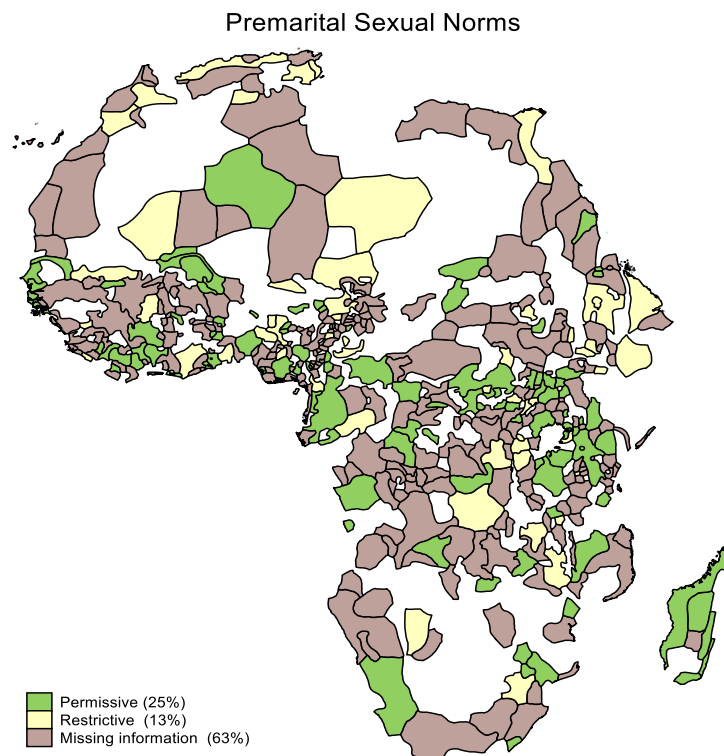 Premarital Sexual Norms
Permissive (25%)
Restrictive (13%)
Missing information (63%)